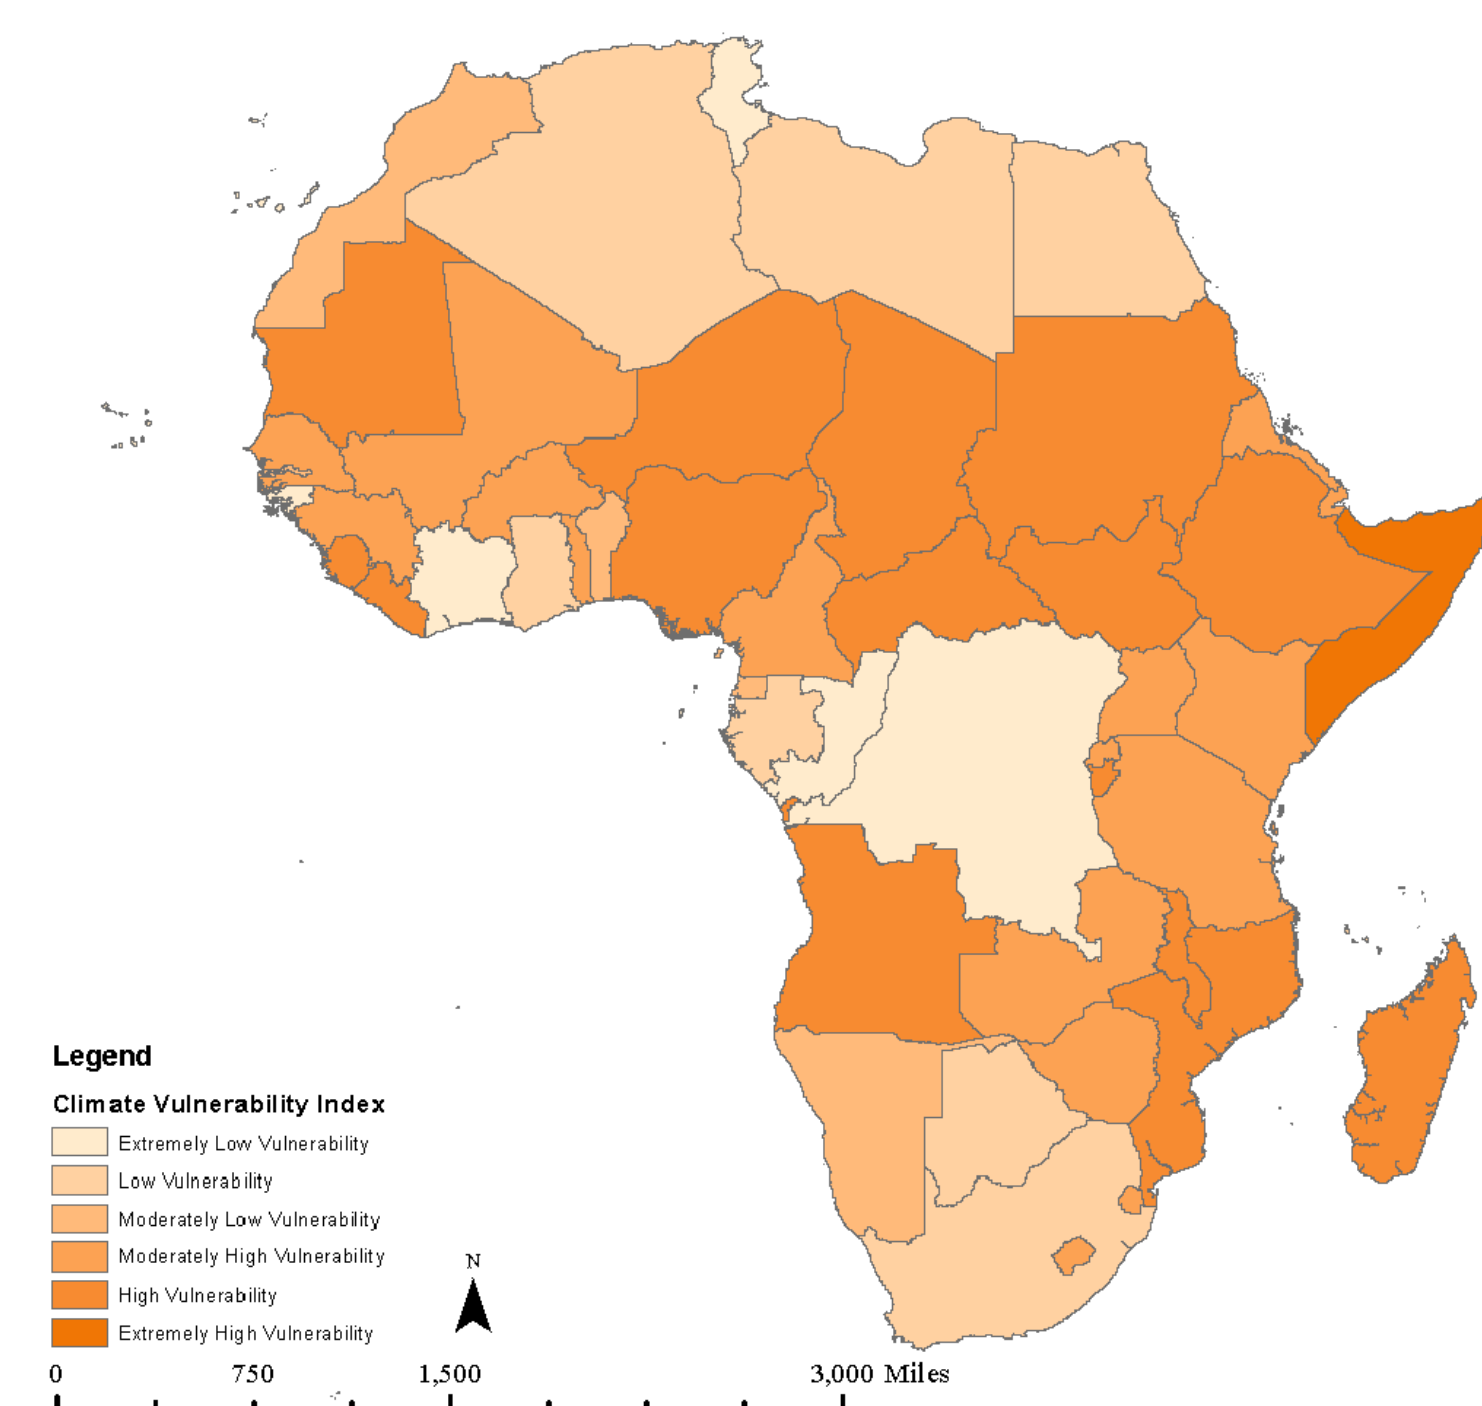 Legend
Climate Vulnerability Index
Extremely Low Vulnerability
Low Vulnerability
Moderately Low Vulnerability
Moderately High Vulnerability
High Vulnerability
Extremely High Vulnerability
N
0 750 1,500 3,000 Miles